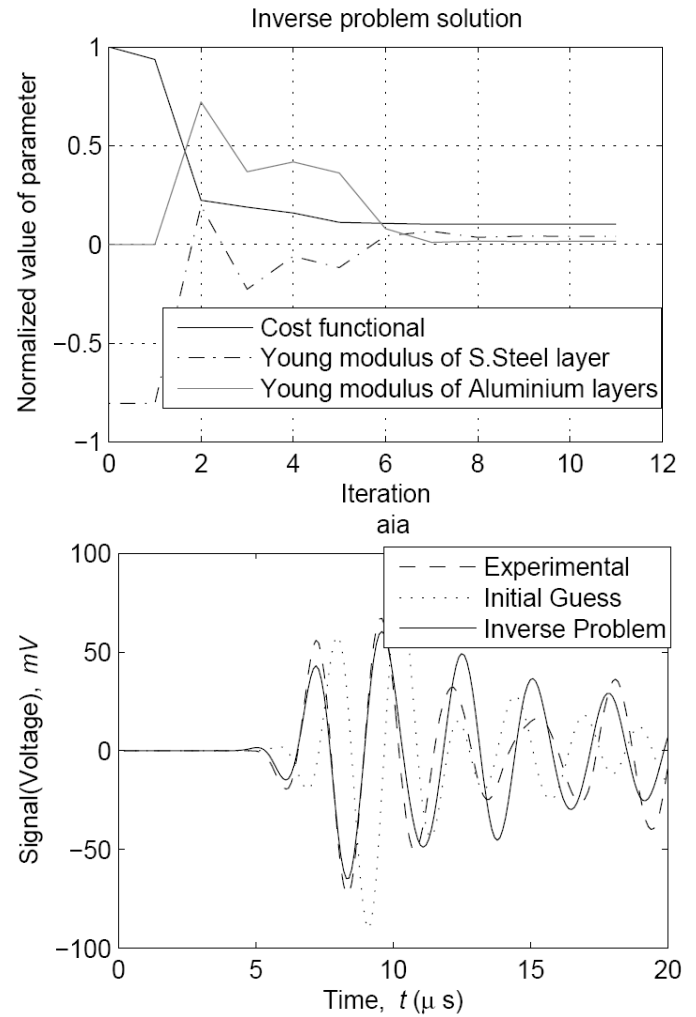 Inverse problem solution
1
0.5
0
−0.5
−1
Normalized value of parameter
Cost functional
Young modulus of S.Steel layer
Young modulus of Aluminium layers
0 2 4 6 8 10 12
Iteration
aia
100
50
0
−50
−100
Signal(Voltage), mV
Experimental
Initial Guess
Inverse Problem
0 5 10 15 20
Time, t (μ s)